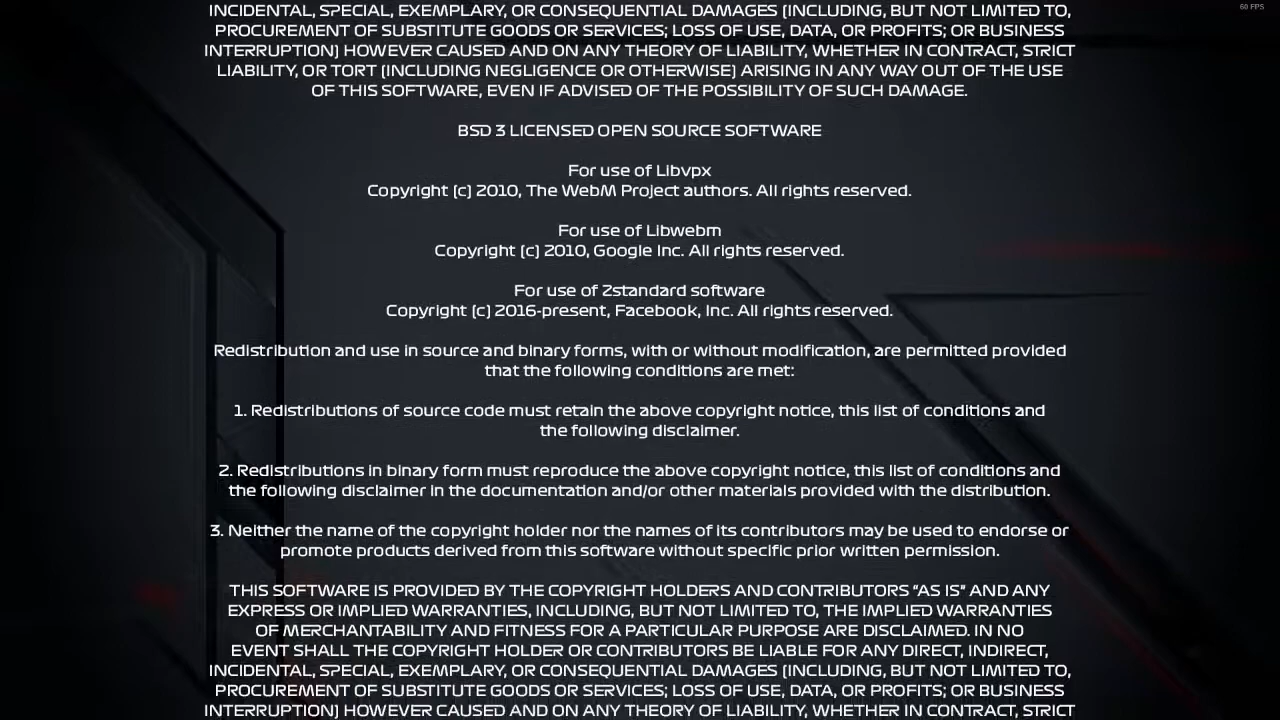 60 FPS
INCIDENTAL, SPECIAL, EXEMPLARY, OR CONSEQUENTIAL DAMAGES (INCLUDING, BUT NOT LIMITED TO,
PROCUREMENT OF SUBSTITUTE GOODS OR SERVICES; LOSS OF USE, DATA, OR PROFITS; OR BUSINESS
INTERRUPTION) HOWEVER CAUSED AND ON ANY THEORY OF LIABILITY, WHETHER IN CONTRACT, STRICT
LIABILITY, OR TORT (INCLUDING NEGLIGENCE OR OTHERWISE) ARISING IN ANY WAY OUT OF THE USE
OF THIS SOFTWARE, EVEN IF ADVISED OF THE POSSIBILITY OF SUCH DAMAGE.
BSD 3 LICENSED OPEN SOURCE SOFTWARE
For use of Libvpx
Copyright (c) 2010, The WebM Project authors. All rights reserved.
For use of Libwebm
Copyright (c) 2010, Google Inc. All rights reserved.
For use of Zstandard software
Copyright (c) 2016-present, Facebook, Inc. All rights reserved.
Redistribution and use in source and binary forms, with or without modification, are permitted provided
that the following conditions are met:
1. Redistributions of source code must retain the above copyright notice, this list of conditions and
the following disclaimer.
2. Redistributions in binary form must reproduce the above copyright notice, this list of conditions and
the following disclaimer in the documentation and/or other materials provided with the distribution.
3. Neither the name of the copyright holder nor the names of its contributors may be used to endorse or
promote products derived from this software without specific prior written permission.
THIS SOFTWARE IS PROVIDED BY THE COPYRIGHT HOLDERS AND CONTRIBUTORS “AS IS” AND ANY
EXPRESS OR IMPLIED WARRANTIES, INCLUDING, BUT NOT LIMITED TO, THE IMPLIED WARRANTIES
OF MERCHANTABILITY AND FITNESS FOR A PARTICULAR PURPOSE ARE DISCLAIMED. IN NO
EVENT SHALL THE COPYRIGHT HOLDER OR CONTRIBUTORS BE LIABLE FOR ANY DIRECT, INDIRECT,
INCIDENTAL, SPECIAL, EXEMPLARY, OR CONSEQUENTIAL DAMAGES (INCLUDING, BUT NOT LIMITED TO,
PROCUREMENT OF SUBSTITUTE GOODS OR SERVICES; LOSS OF USE, DATA, OR PROFITS; OR BUSINESS
INTERRUPTION) HOWEVER CAUSED AND ON ANY THEORY OF LIABILITY, WHETHER IN CONTRACT, STRICT